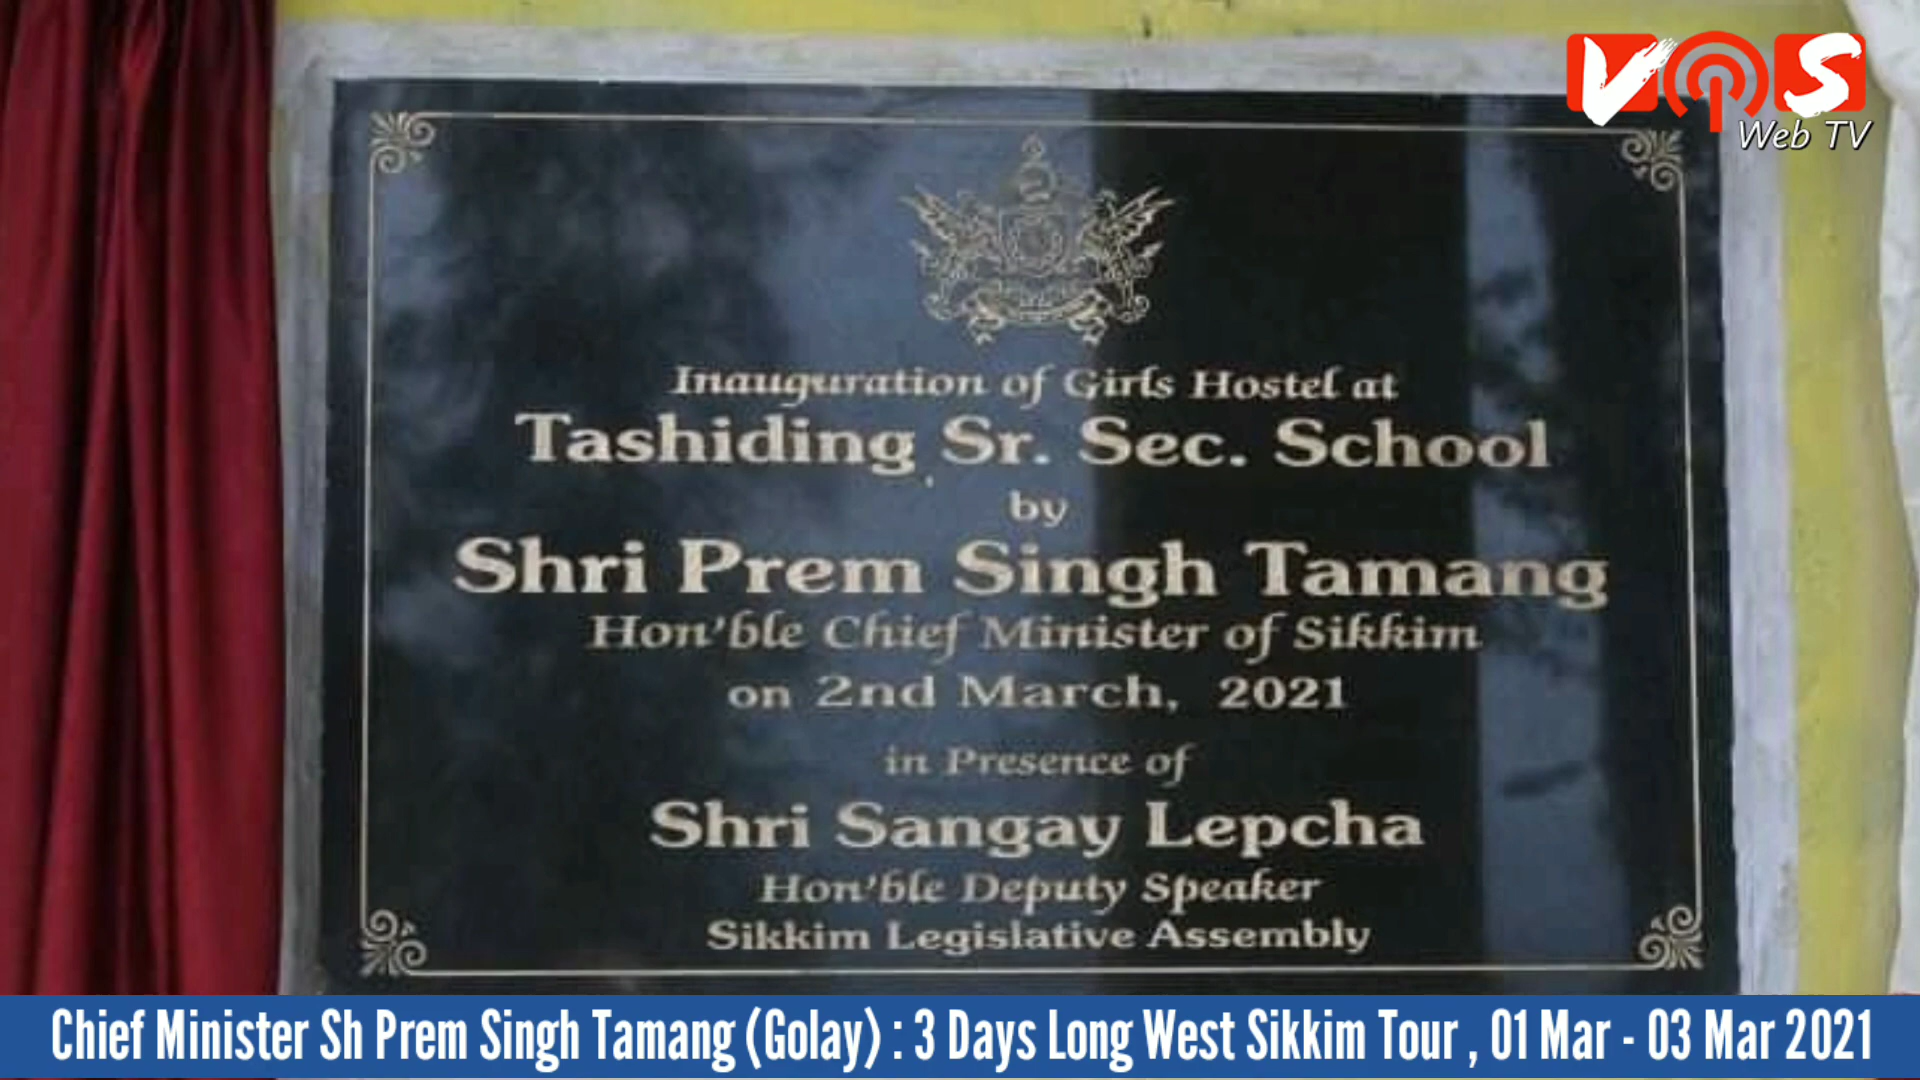 VOS
Web TV
Inauguration of Girls Hostel at
Tashiding Sr. Sec. School
by
Shri Prem Singh Tamang
Hon'ble Chief Minister of Sikkim
on 2nd March, 2021
in Presence of
Shri Sangay Lepcha
Hon'ble Deputy Speaker
Sikkim Legislative Assembly
Chief Minister Sh Prem Singh Tamang (Golay) : 3 Days Long West Sikkim Tour , 01 Mar - 03 Mar 2021